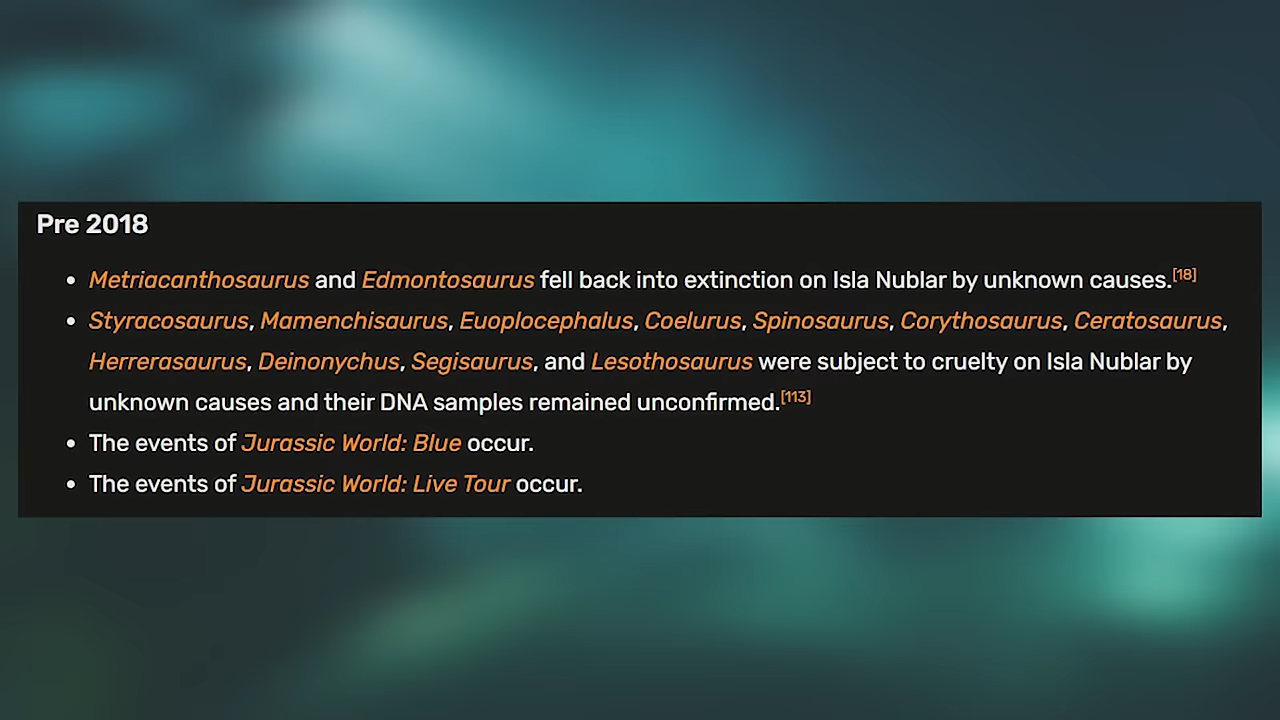 Pre 2018
• Metriacanthosaurus and Edmontosaurus fell back into extinction on Isla Nublar by unknown causes.[18]
• Styracosaurus, Mamenchisaurus, Euoplocephalus, Coelurus, Spinosaurus, Corythosaurus, Ceratosaurus,
Herrerasaurus, Deinonychus, Segisaurus, and Lesothosaurus were subject to cruelty on Isla Nublar by
unknown causes and their DNA samples remained unconfirmed.[113]
• The events of Jurassic World: Blue occur.
• The events of Jurassic World: Live Tour occur.